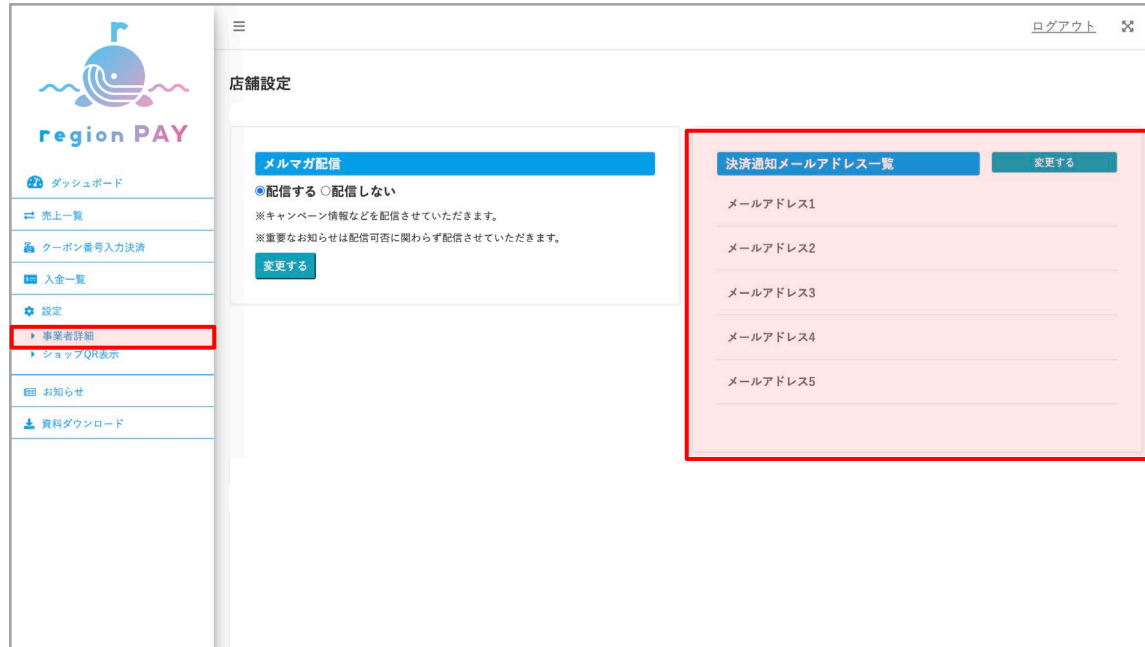 r
region PAY
ダッシュボード
売上一覧
クーポン番号入力決済
入金一覧
設定
事業者詳細
ショップQR表示
お知らせ
資料ダウンロード
ログアウト
店舗設定
メルマガ配信
配信する 配信しない
※キャンペーン情報などを配信させていただきます。
※重要なお知らせは配信可否に関わらず配信させていただきます。
変更する
決済通知メールアドレス一覧 変更する
メールアドレス1
メールアドレス2
メールアドレス3
メールアドレス4
メールアドレス5